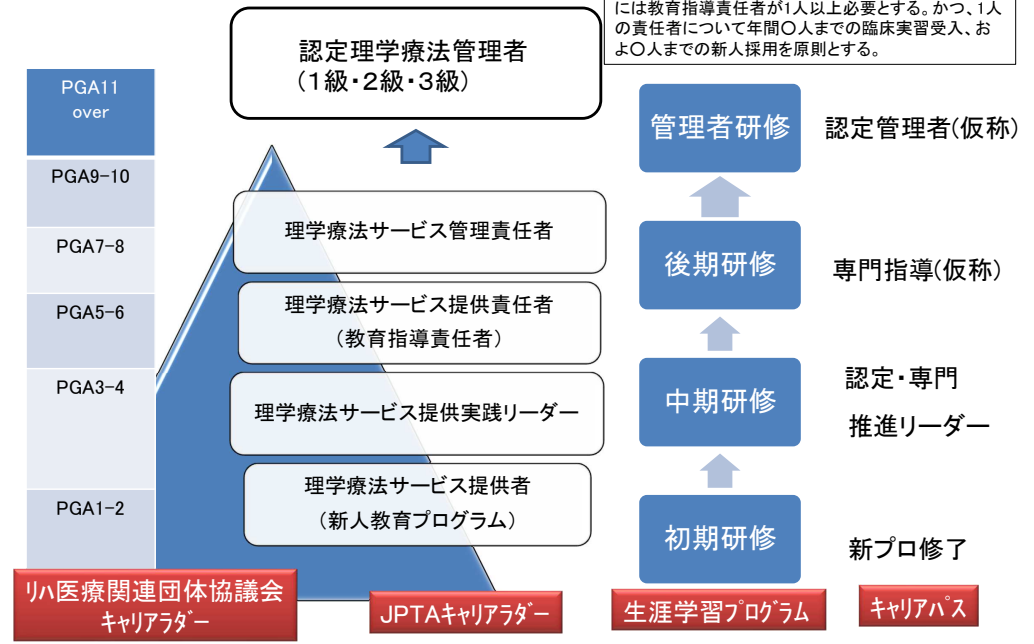 には教育指導責任者が1人以上必要とする。かつ、1人
の責任者について年間〇人までの臨床実習受入、お
よ〇人までの新人採用を原則とする。
認定理学療法管理者
(1級・2級・3級)
PGA11
over
PGA9-10
PGA7-8
PGA5-6
PGA3-4
PGA1-2
理学療法サービス管理責任者
理学療法サービス提供責任者
(教育指導責任者)
理学療法サービス提供実践リーダー
理学療法サービス提供者
(新人教育プログラム)
管理者研修
認定管理者(仮称)
後期研修
専門指導(仮称)
中期研修
認定・専門
推進リーダー
初期研修
新プロ修了
リハ医療関連団体協議会
キャリアラダー
JPTAキャリアラダー
生涯学習プログラム
キャリアパス